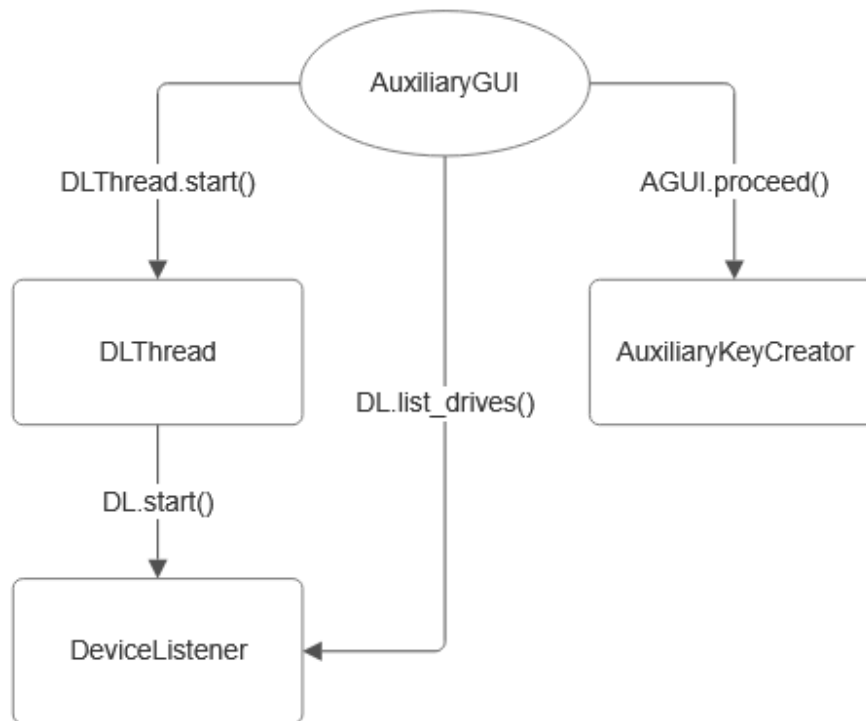 AuxiliaryGUI
DLThread.start()
AGUI.proceed()
DLThread
AuxiliaryKeyCreator
DL.list_drives()
DL.start()
DeviceListener